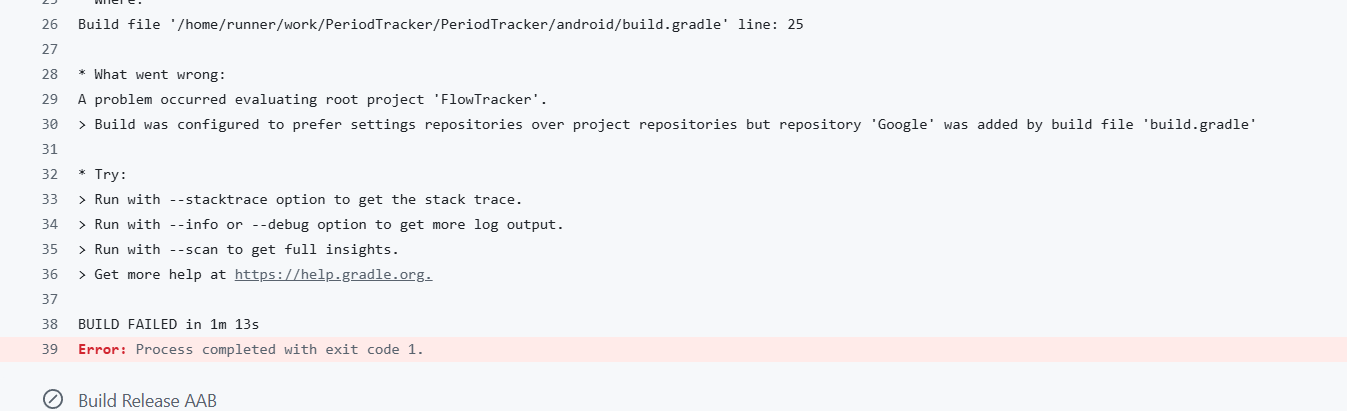 25 * Where:
26 Build file '/home/runner/work/PeriodTracker/PeriodTracker/android/build.gradle' line: 25
27
28 * What went wrong:
29 A problem occurred evaluating root project 'FlowTracker'.
30 > Build was configured to prefer settings repositories over project repositories but repository 'Google' was added by build file 'build.gradle'
31
32 * Try:
33 > Run with --stacktrace option to get the stack trace.
34 > Run with --info or --debug option to get more log output.
35 > Run with --scan to get full insights.
36 > Get more help at https://help.gradle.org.
37
38 BUILD FAILED in 1m 13s
39 Error: Process completed with exit code 1.
Build Release AAB